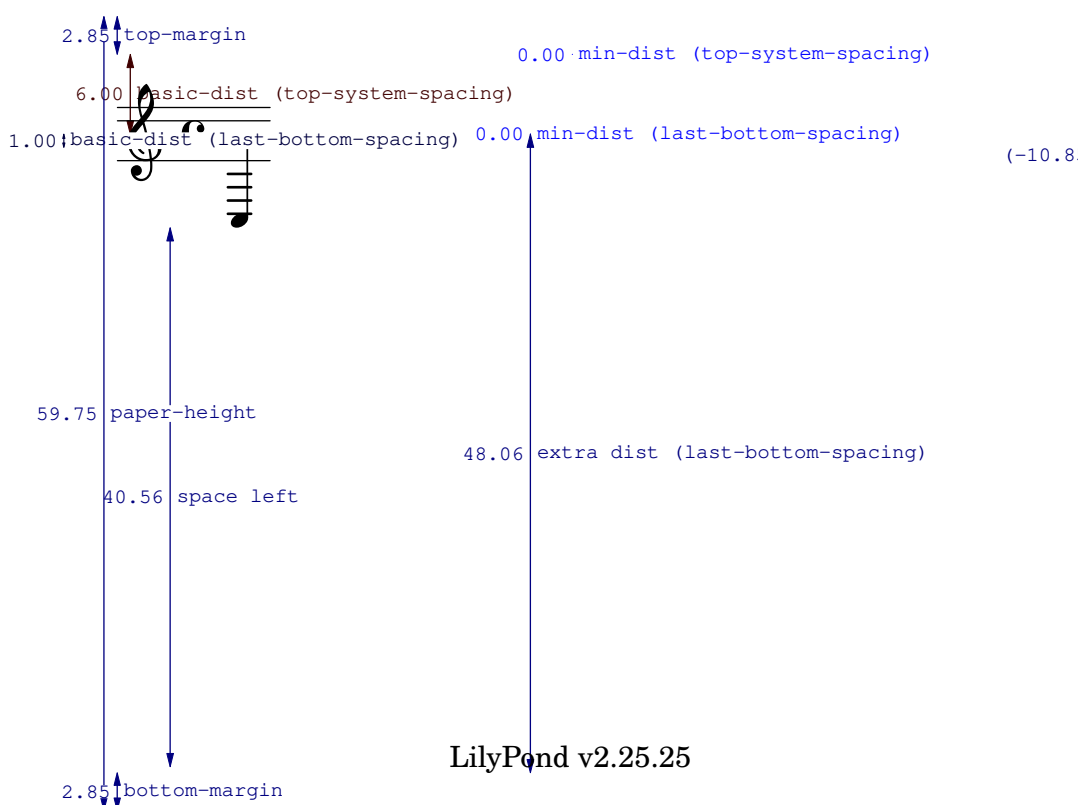 2.85 top-margin
0.00 min-dist (top-system-spacing)
6.00 basic-dist (top-system-spacing)
1.00 basic-dist (last-bottom-spacing)
0.00 min-dist (last-bottom-spacing)
(-10.8
59.75 paper-height
48.06 extra dist (last-bottom-spacing)
40.56 space left
LilyPond v2.25.25
2.85 bottom-margin